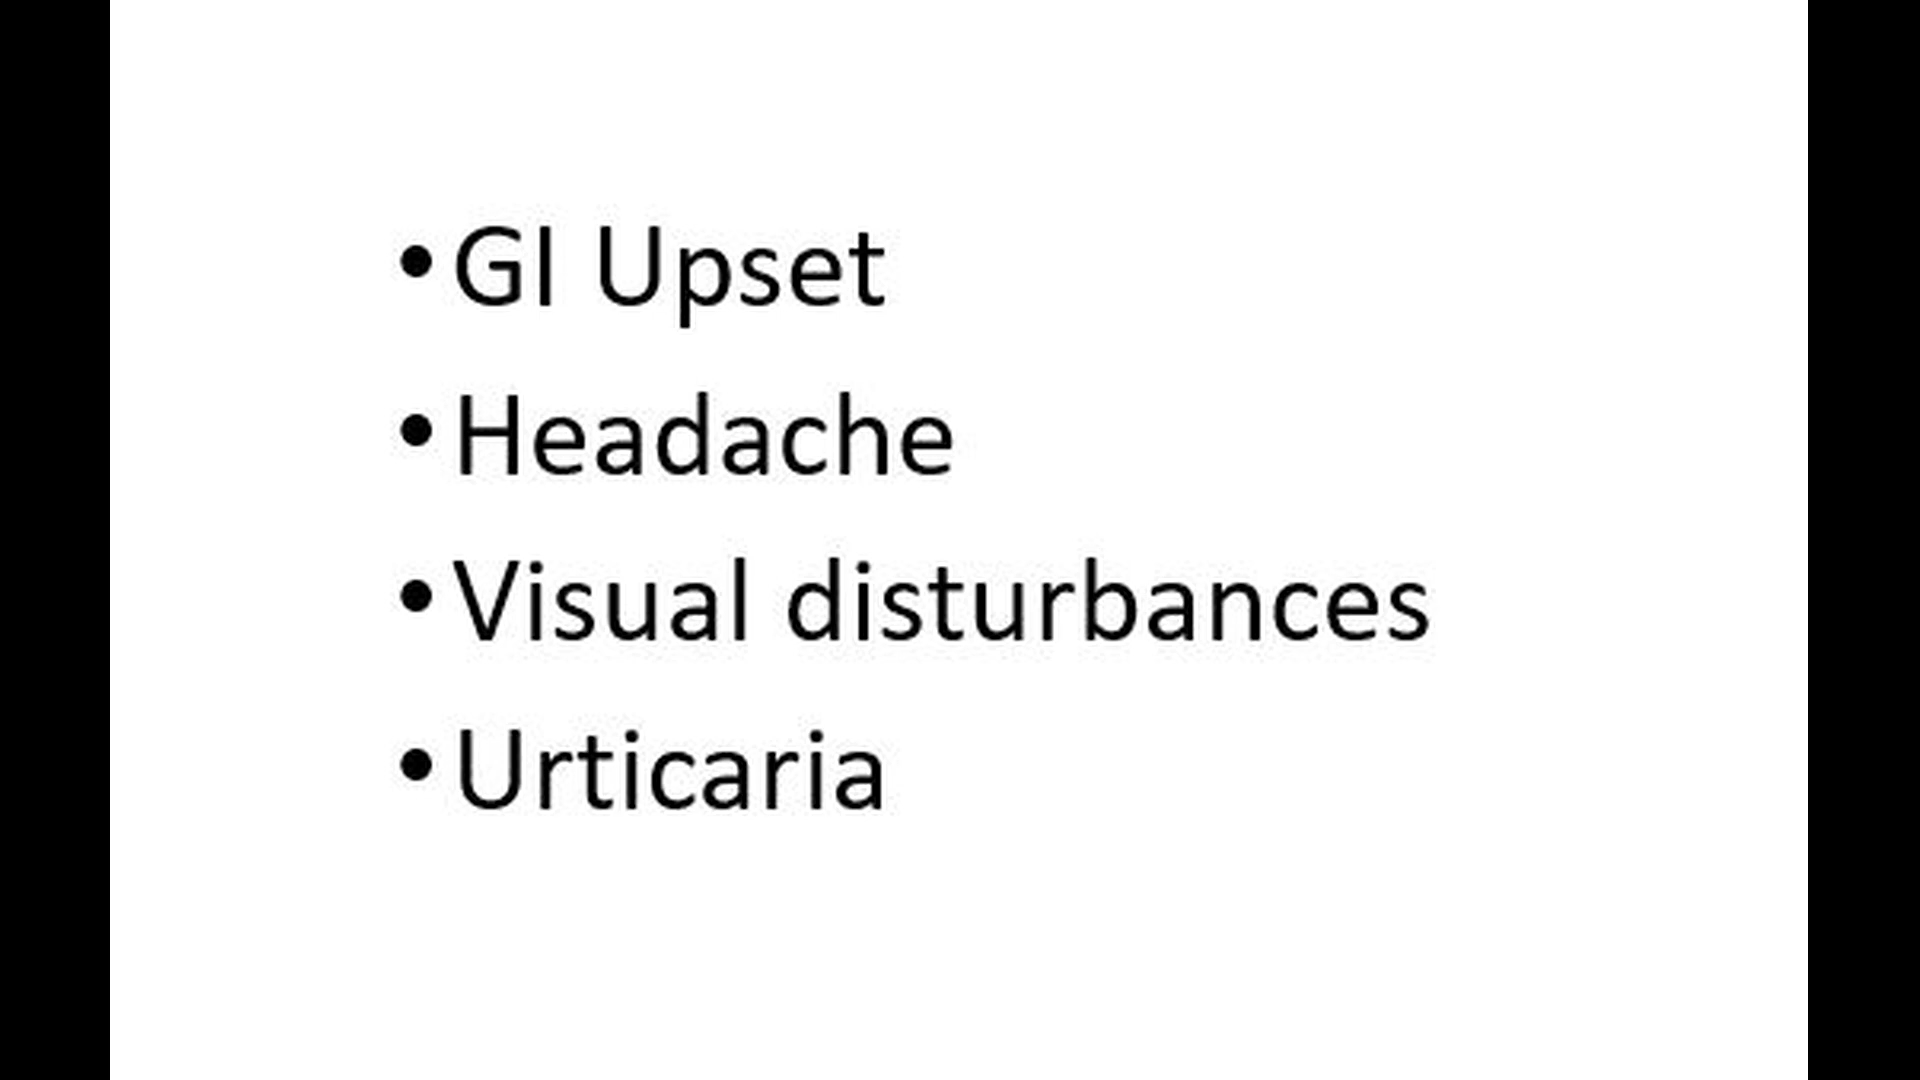 • GI Upset
• Headache
• Visual disturbances
• Urticaria